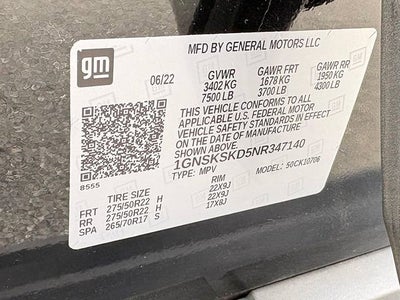 gm
MFD BY GENERAL MOTORS LLC
06/22 GVWR GAWR FRT GAWR RR
3402 KG 1678 KG 1950 KG
7500 LB 3700 LB 4300 LB
THIS VEHICLE CONFORMS TO ALL
APPLICABLE U.S. FEDERAL MOTOR
VEHICLE SAFETY STANDARDS IN EFFECT
ON THE DATE OF MANUFACTURE SHOWN ABOVE.
1GNSKSKD5NR347140
8555 TYPE: MPV MODEL: 50CK10706
TIRE SIZE RIM
FRT 275/50R22 H 22X9J
RR 275/50R22 H 22X9J
SPA 265/70R17 S 17X8J